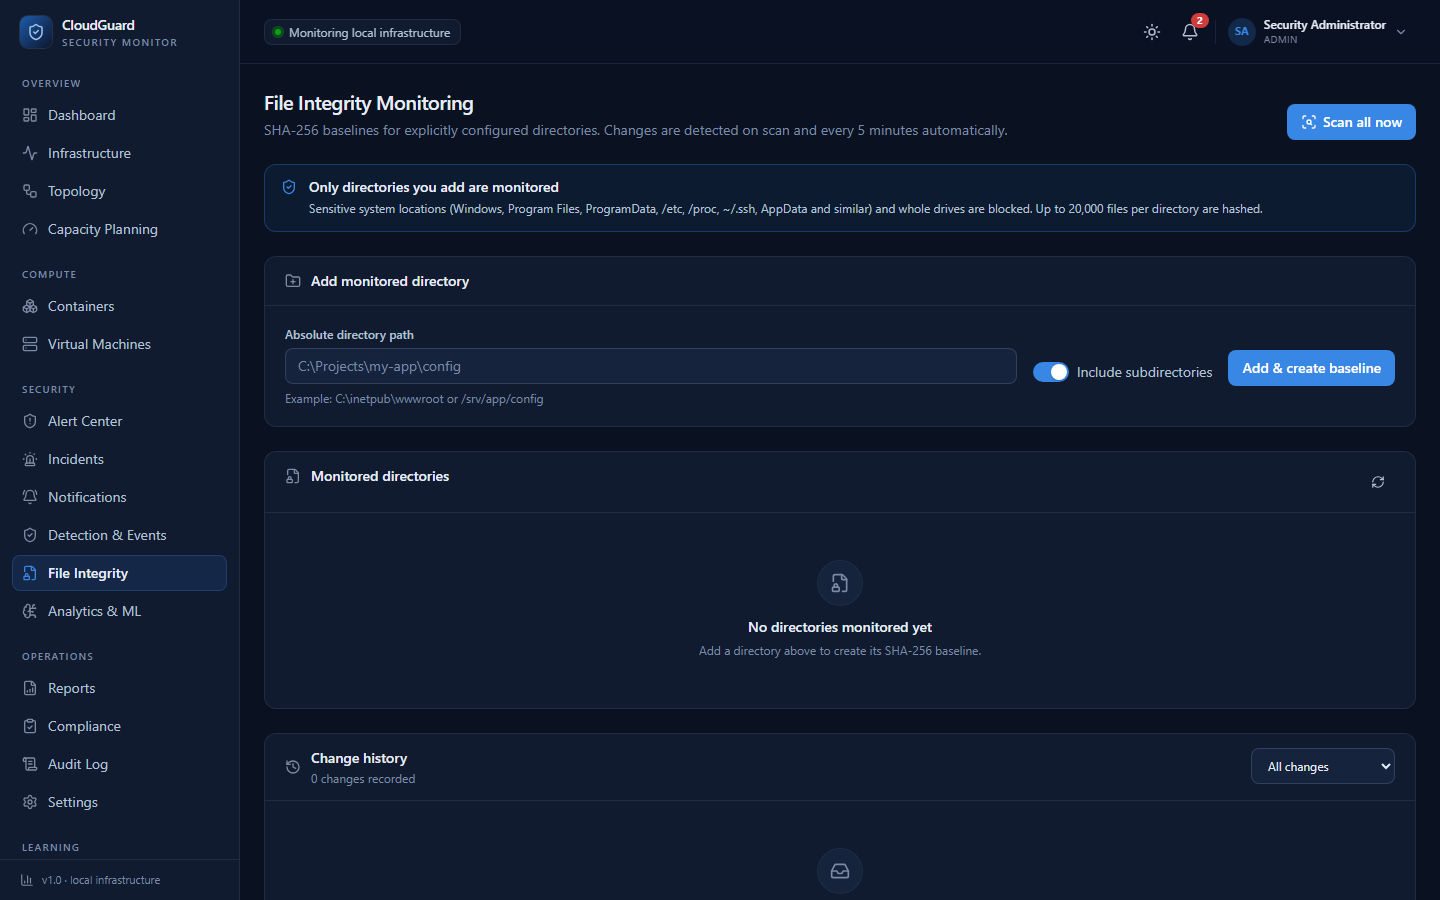 CloudGuard
SECURITY MONITOR
OVERVIEW
Dashboard
Infrastructure
Topology
Capacity Planning
COMPUTE
Containers
Virtual Machines
SECURITY
Alert Center
Incidents
Notifications
Detection & Events
File Integrity
Analytics & ML
OPERATIONS
Reports
Compliance
Audit Log
Settings
LEARNING
v1.0 · local infrastructure
Monitoring local infrastructure
2
SA
Security Administrator
ADMIN
File Integrity Monitoring
SHA-256 baselines for explicitly configured directories. Changes are detected on scan and every 5 minutes automatically.
Scan all now
Only directories you add are monitored
Sensitive system locations (Windows, Program Files, ProgramData, /etc, /proc, ~/.ssh, AppData and similar) and whole drives are blocked. Up to 20,000 files per directory are hashed.
Add monitored directory
Absolute directory path
C:\Projects\my-app\config
Include subdirectories
Add & create baseline
Example: C:\inetpub\wwwroot or /srv/app/config
Monitored directories
No directories monitored yet
Add a directory above to create its SHA-256 baseline.
Change history
0 changes recorded
All changes